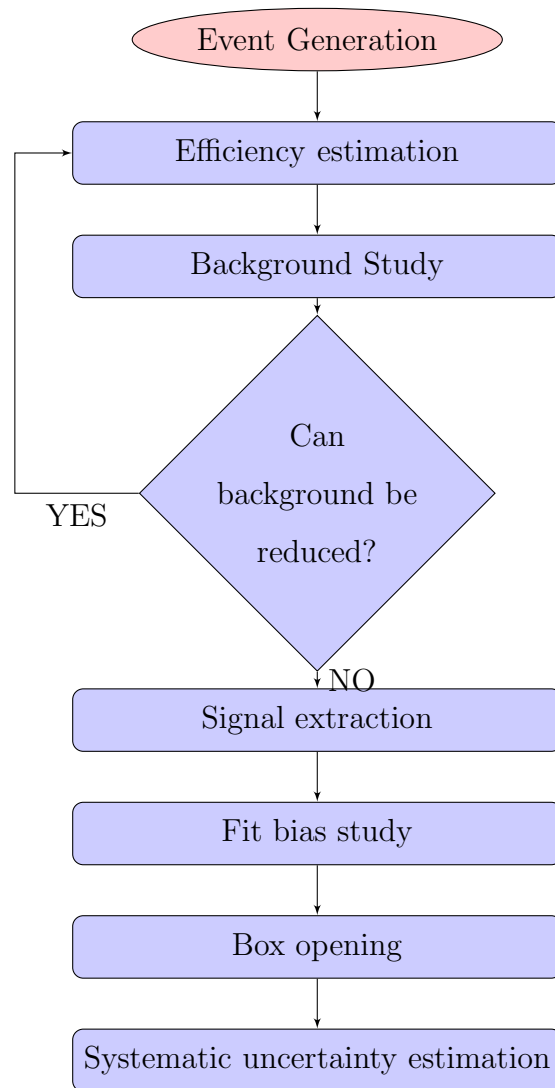 Event Generation
Efficiency estimation
Background Study
Can
background be
reduced?
YES
NO
Signal extraction
Fit bias study
Box opening
Systematic uncertainty estimation